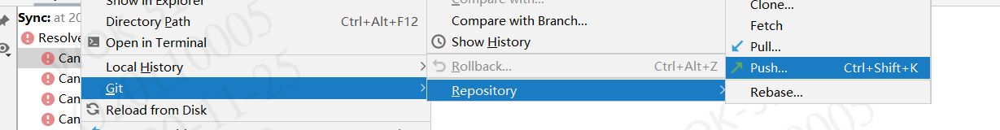 Show in Explorer
Sync: at 20
Directory Path Ctrl+Alt+F12
Resolve
Open in Terminal
Can
Local History
Can
Git
Can
Reload from Disk
Can
Compare with...
Compare with Branch...
Show History
Rollback... Ctrl+Alt+Z
Repository
Clone...
Fetch
Pull...
Push... Ctrl+Shift+K
Rebase...